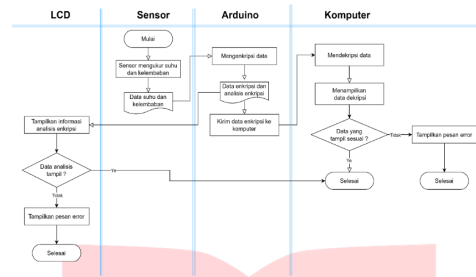 LCD
Sensor
Arduino
Komputer
Mulai
Sensor mengukur suhu
dan kelembaban
Data suhu dan
kelembaban
Mengenkripsi data
Data enkripsi dan
analisis enkripsi
Kirim data enkripsi ke
komputer
Mendekripsi data
Menampilkan
data dekripsi
Data yang
tampil sesuai ?
Tidak
Tampilkan pesan error
Ya
Selesai
Selesai
Tampilkan informasi
analisis enkripsi
Data analisis
tampil ?
Ya
Tidak
Tampilkan pesan error
Selesai